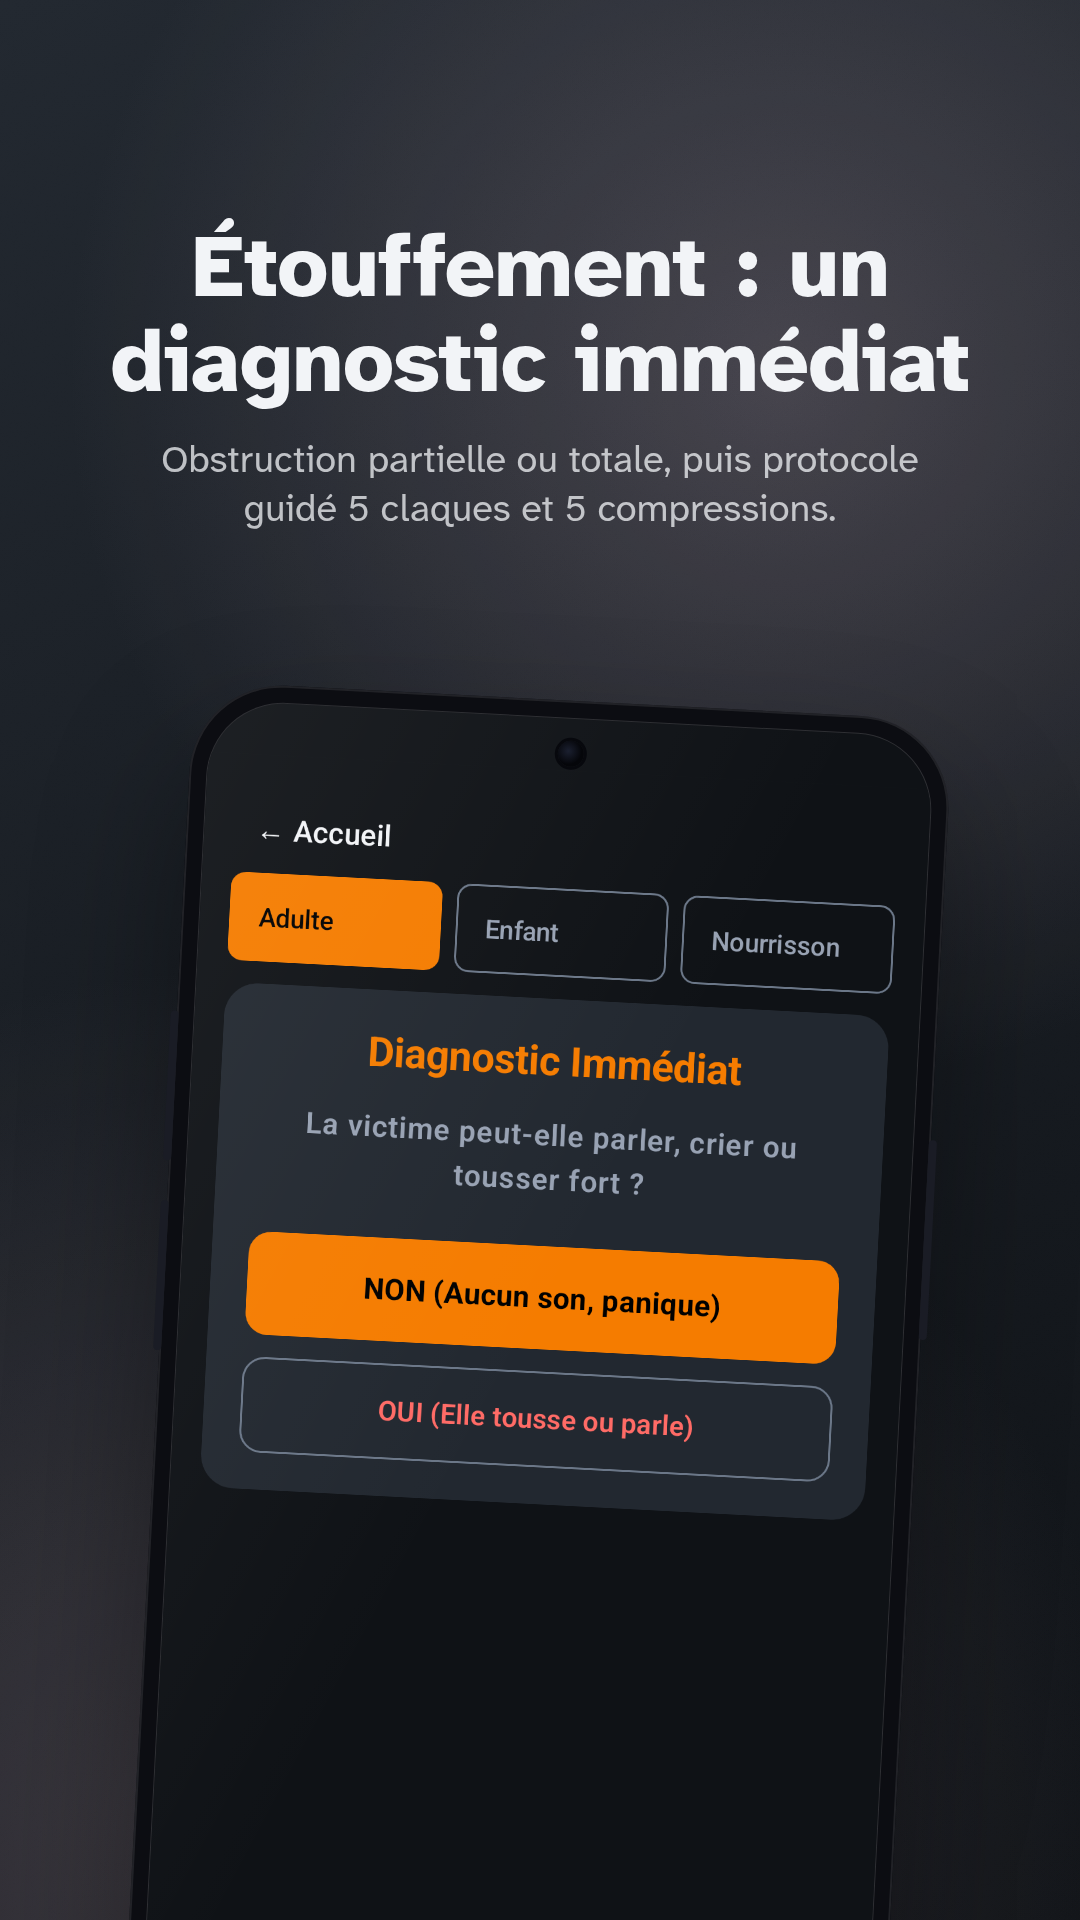 Étouffement : un
diagnostic immédiat
Obstruction partielle ou totale, puis protocole
guidé 5 claques et 5 compressions.
← Accueil
Adulte
Enfant
Nourrisson
Diagnostic Immédiat
La victime peut-elle parler, crier ou
tousser fort ?
NON (Aucun son, panique)
OUI (Elle tousse ou parle)